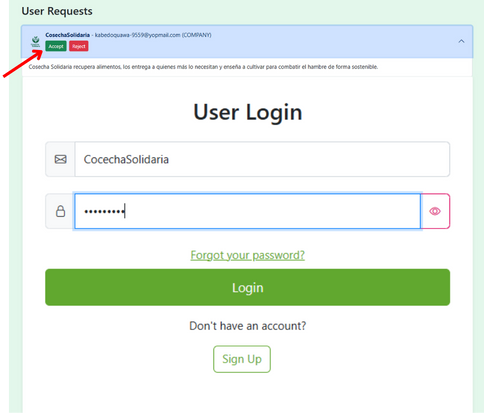 User Requests
CosechaSolidaria - kabedoquawa-9559@yopmail.com (COMPANY)
Accept Reject
Cosecha Solidaria recupera alimentos, los entrega a quienes más lo necesitan y enseña a cultivar para combatir el hambre de forma sostenible.
User Login
CocechaSolidaria
•••••••••
Forgot your password?
Login
Don't have an account?
Sign Up